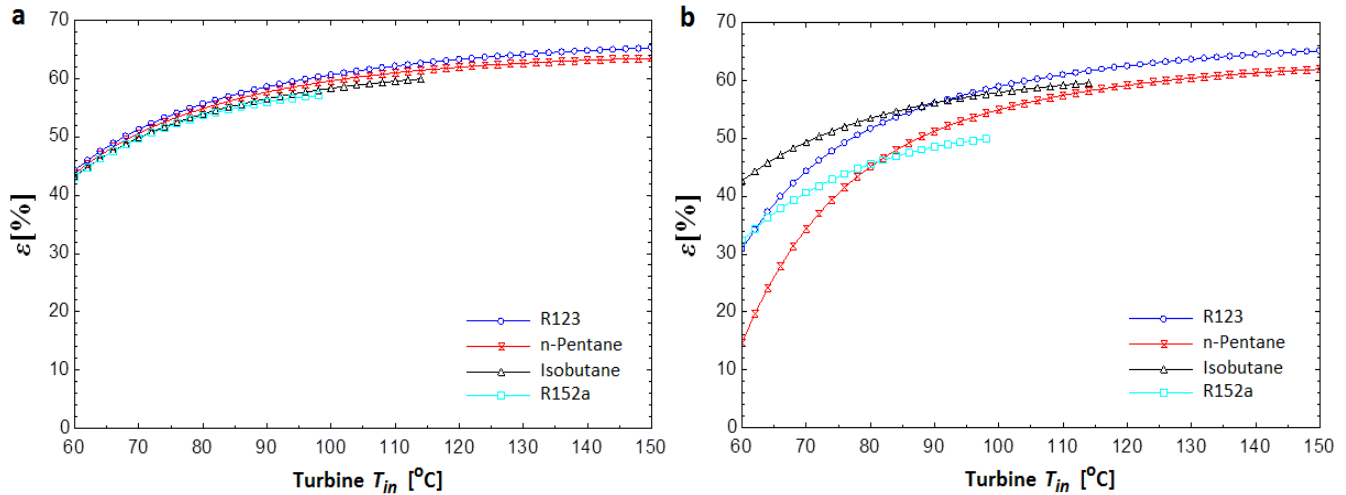 a
70
60
50
40
30
20
10
0
ε[%]
60 70 80 90 100 110 120 130 140 150
Turbine T_in [°C]
R123
n-Pentane
Isobutane
R152a
b
70
60
50
40
30
20
10
0
ε[%]
60 70 80 90 100 110 120 130 140 150
Turbine T_in [°C]
R123
n-Pentane
Isobutane
R152a